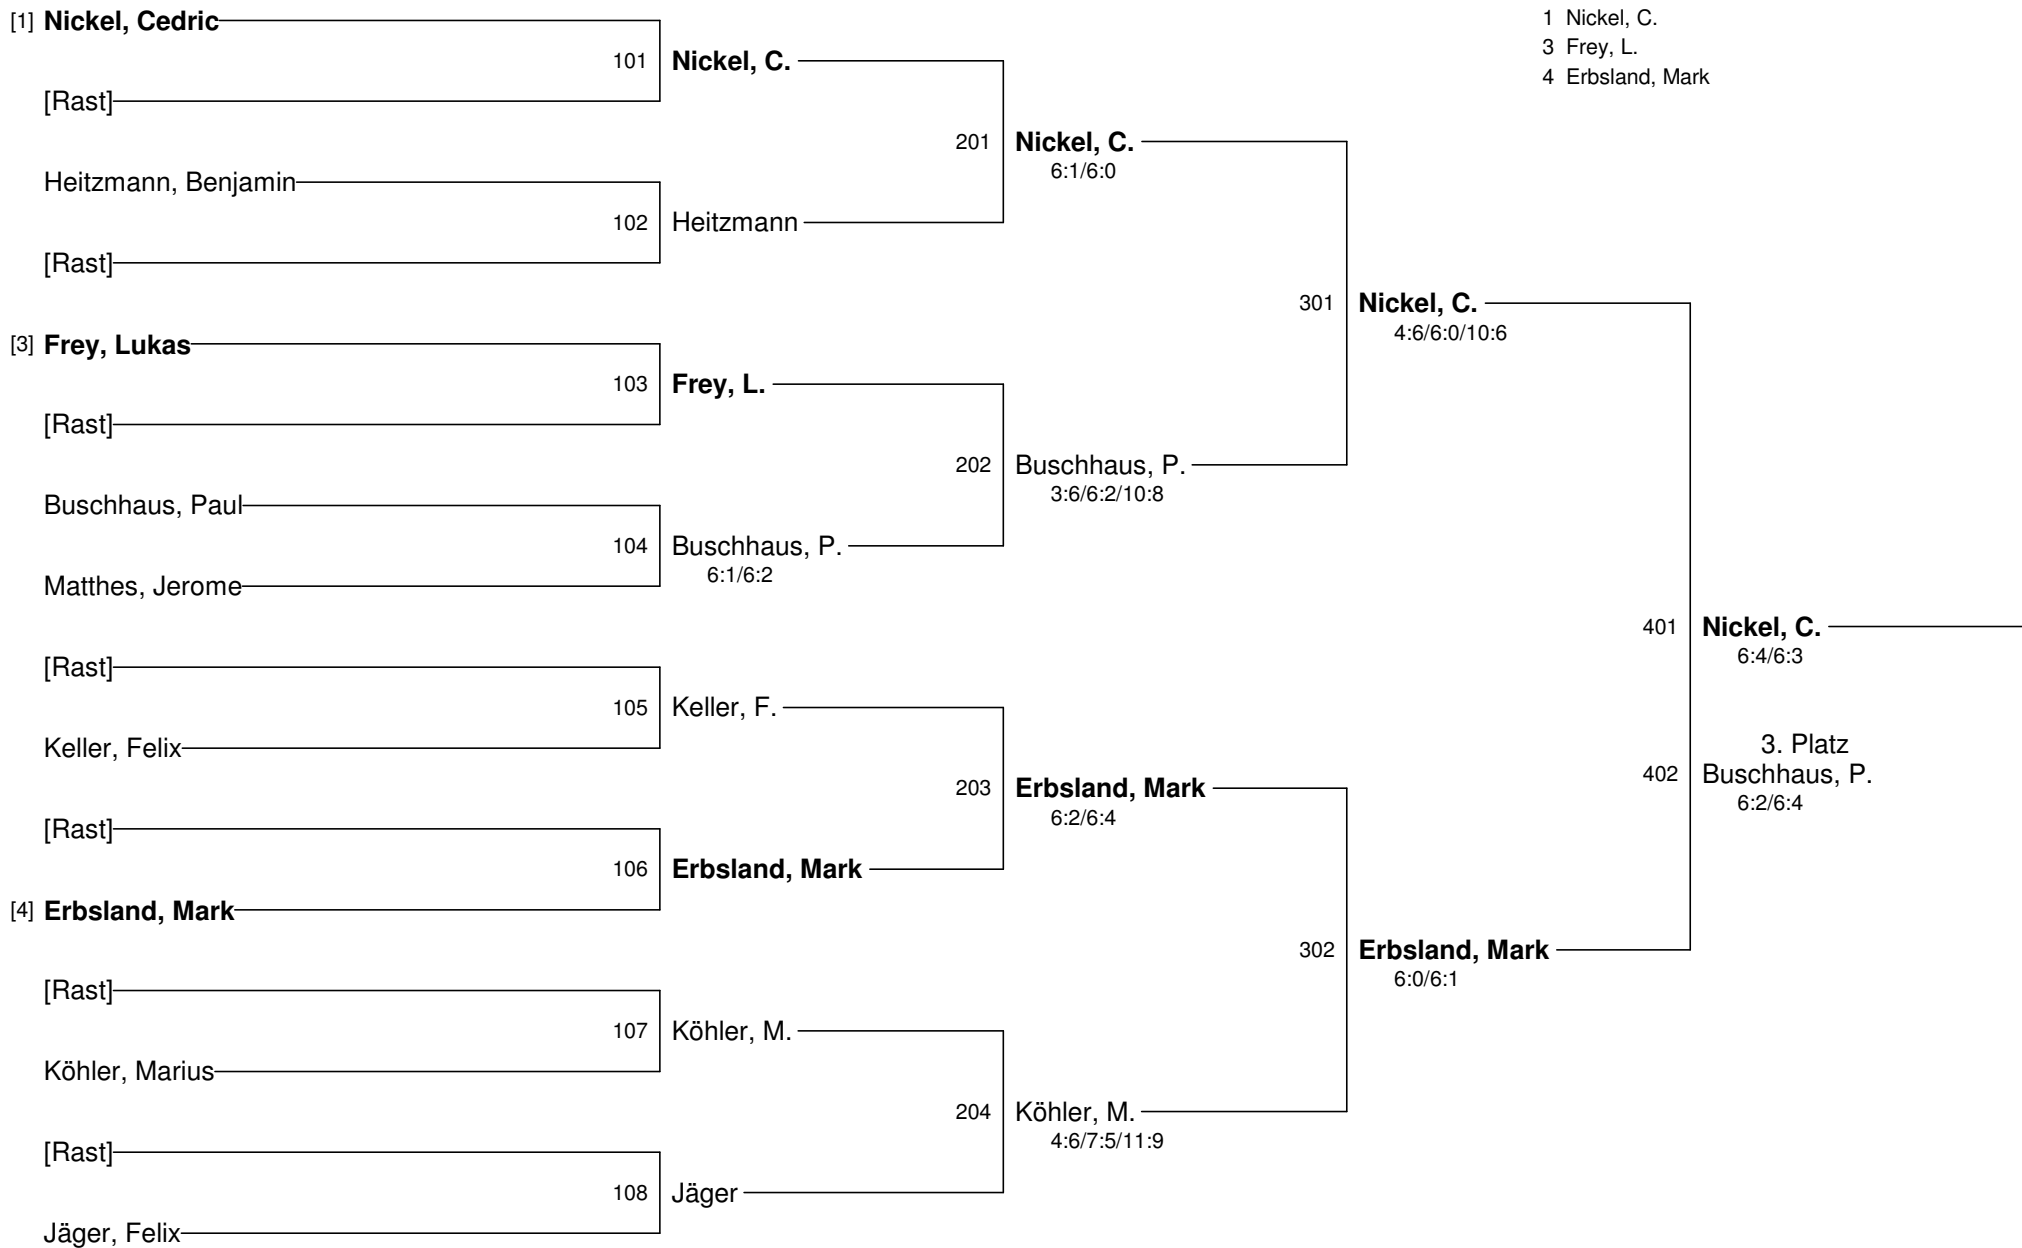 [1] Nickel, Cedric
1 Nickel, C.
3 Frey, L.
4 Erbsland, Mark
101 Nickel, C.
[Rast]
201 Nickel, C.
6:1/6:0
Heitzmann, Benjamin
102 Heitzmann
[Rast]
301 Nickel, C.
4:6/6:0/10:6
[3] Frey, Lukas
103 Frey, L.
[Rast]
202 Buschhaus, P.
3:6/6:2/10:8
Buschhaus, Paul
104 Buschhaus, P.
6:1/6:2
Matthes, Jerome
401 Nickel, C.
6:4/6:3
[Rast]
105 Keller, F.
Keller, Felix
3. Platz
402 Buschhaus, P.
6:2/6:4
203 Erbsland, Mark
6:2/6:4
[Rast]
106 Erbsland, Mark
[4] Erbsland, Mark
302 Erbsland, Mark
6:0/6:1
[Rast]
107 Köhler, M.
Köhler, Marius
204 Köhler, M.
4:6/7:5/11:9
[Rast]
108 Jäger
Jäger, Felix